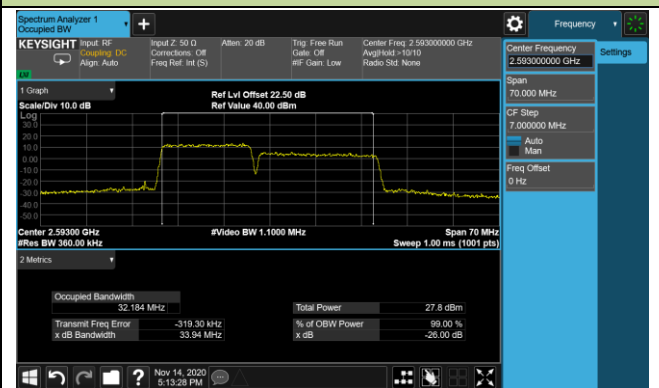 Spectrum Analyzer 1
Occupied BW
Frequency
KEYSIGHT
Input: RF
Coupling: DC
Align: Auto
Input Z: 50 Ω
Corrections: Off
Freq Ref: Int (S)
Atten: 20 dB
Trig: Free Run
Gate: Off
#IF Gain: Low
Center Freq: 2.593000000 GHz
Avg|Hold:>10/10
Radio Std: None
Center Frequency
2.593000000 GHz
Settings
Span
70.000 MHz
CF Step
7.000000 MHz
Auto
Man
Freq Offset
0 Hz
1 Graph
Scale/Div 10.0 dB
Ref Lvl Offset 22.50 dB
Ref Value 40.00 dBm
Log
30.0
20.0
10.0
0.00
-10.0
-20.0
-30.0
-40.0
-50.0
Center 2.59300 GHz
#Res BW 360.00 kHz
#Video BW 1.1000 MHz
Span 70 MHz
Sweep 1.00 ms (1001 pts)
2 Metrics
Occupied Bandwidth
32.184 MHz
Total Power 27.8 dBm
Transmit Freq Error -319.30 kHz
% of OBW Power 99.00 %
x dB Bandwidth 33.94 MHz
x dB -26.00 dB
?
Nov 14, 2020
5:13:28 PM